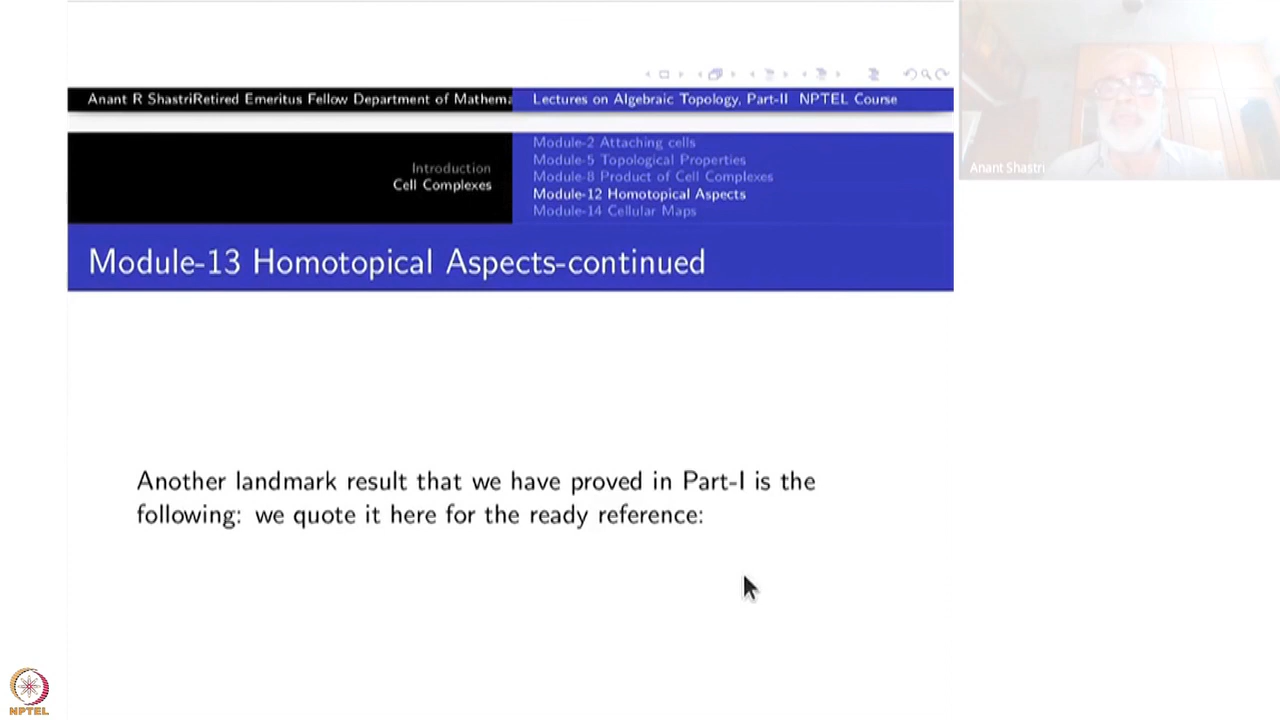 Anant R ShastriRetired Emeritus Fellow Department of Mathema
Lectures on Algebraic Topology, Part-II NPTEL Course
Introduction
Cell Complexes
Module-2 Attaching cells
Module-5 Topological Properties
Module-8 Product of Cell Complexes
Module-12 Homotopical Aspects
Module-14 Cellular Maps
Module-13 Homotopical Aspects-continued
Another landmark result that we have proved in Part-I is the
following: we quote it here for the ready reference:
Anant Shastri
NPTEL